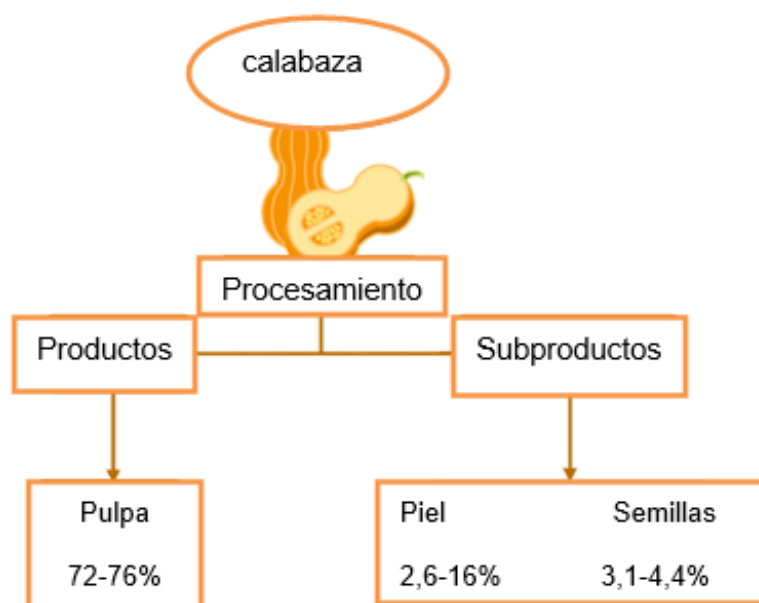 calabaza
Procesamiento
Productos
Subproductos
Pulpa
72-76%
Piel
Semillas
2,6-16%
3,1-4,4%